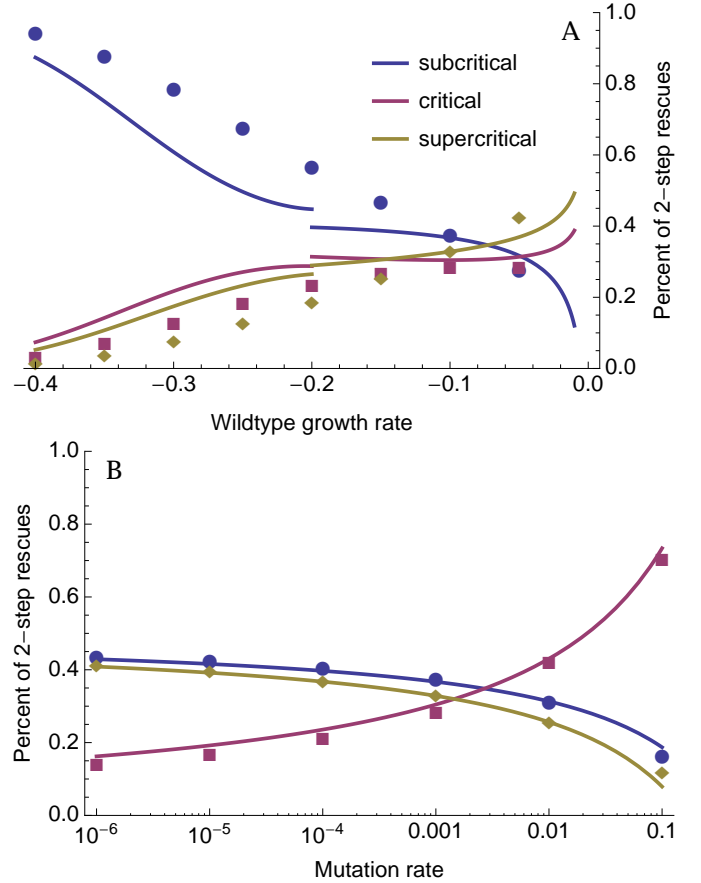 A
subcritical
critical
supercritical
1.0
0.8
0.6
0.4
0.2
0.0
Percent of 2−step rescues
−0.4 −0.3 −0.2 −0.1 0.0
Wildtype growth rate
B
1.0
0.8
0.6
0.4
0.2
0.0
Percent of 2−step rescues
10⁻⁶ 10⁻⁵ 10⁻⁴ 0.001 0.01 0.1
Mutation rate